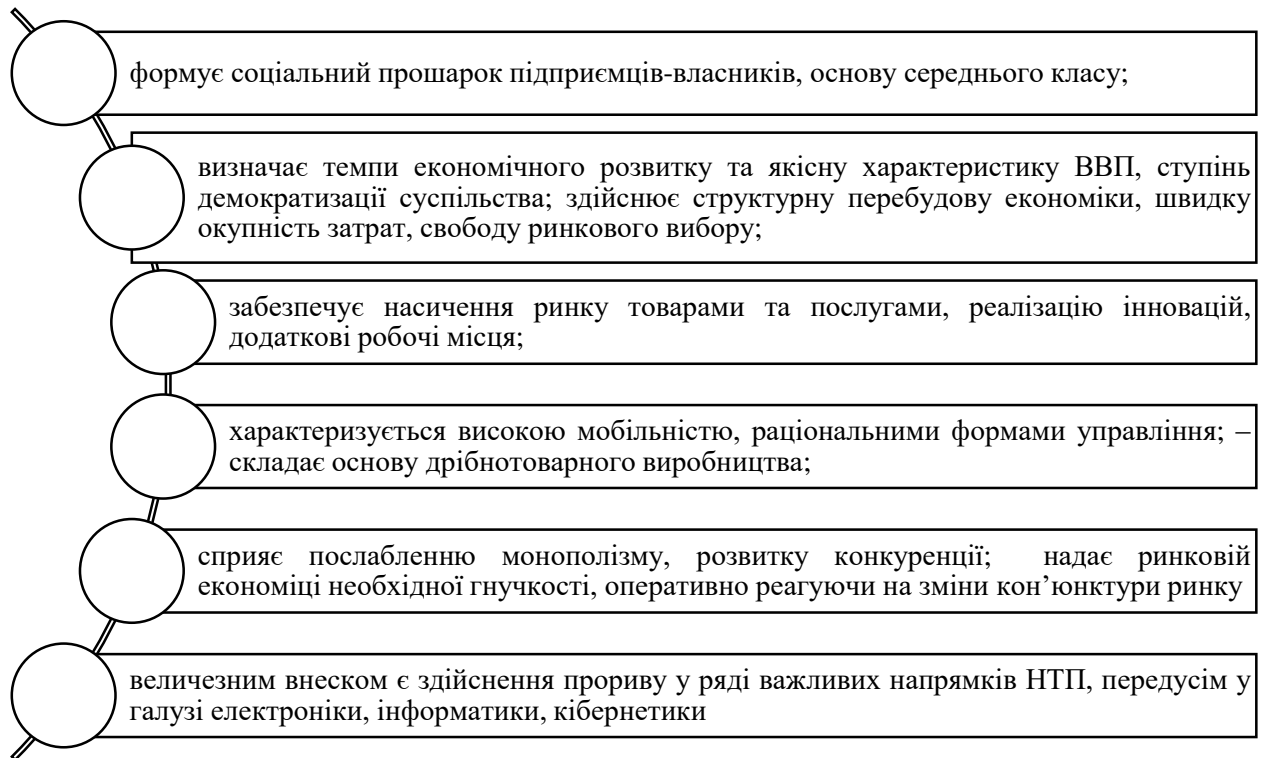 формує соціальний прошарок підприємців-власників, основу середнього класу;
визначає темпи економічного розвитку та якісну характеристику ВВП, ступінь
демократизації суспільства; здійснює структурну перебудову економіки, швидку
окупність затрат, свободу ринкового вибору;
забезпечує насичення ринку товарами та послугами, реалізацію інновацій,
додаткові робочі місця;
характеризується високою мобільністю, раціональними формами управління; –
складає основу дрібнотоварного виробництва;
сприяє послабленню монополізму, розвитку конкуренції; надає ринковій
економіці необхідної гнучкості, оперативно реагуючи на зміни кон’юнктури ринку
величезним внеском є здійснення прориву у ряді важливих напрямків НТП, передусім у
галузі електроніки, інформатики, кібернетики